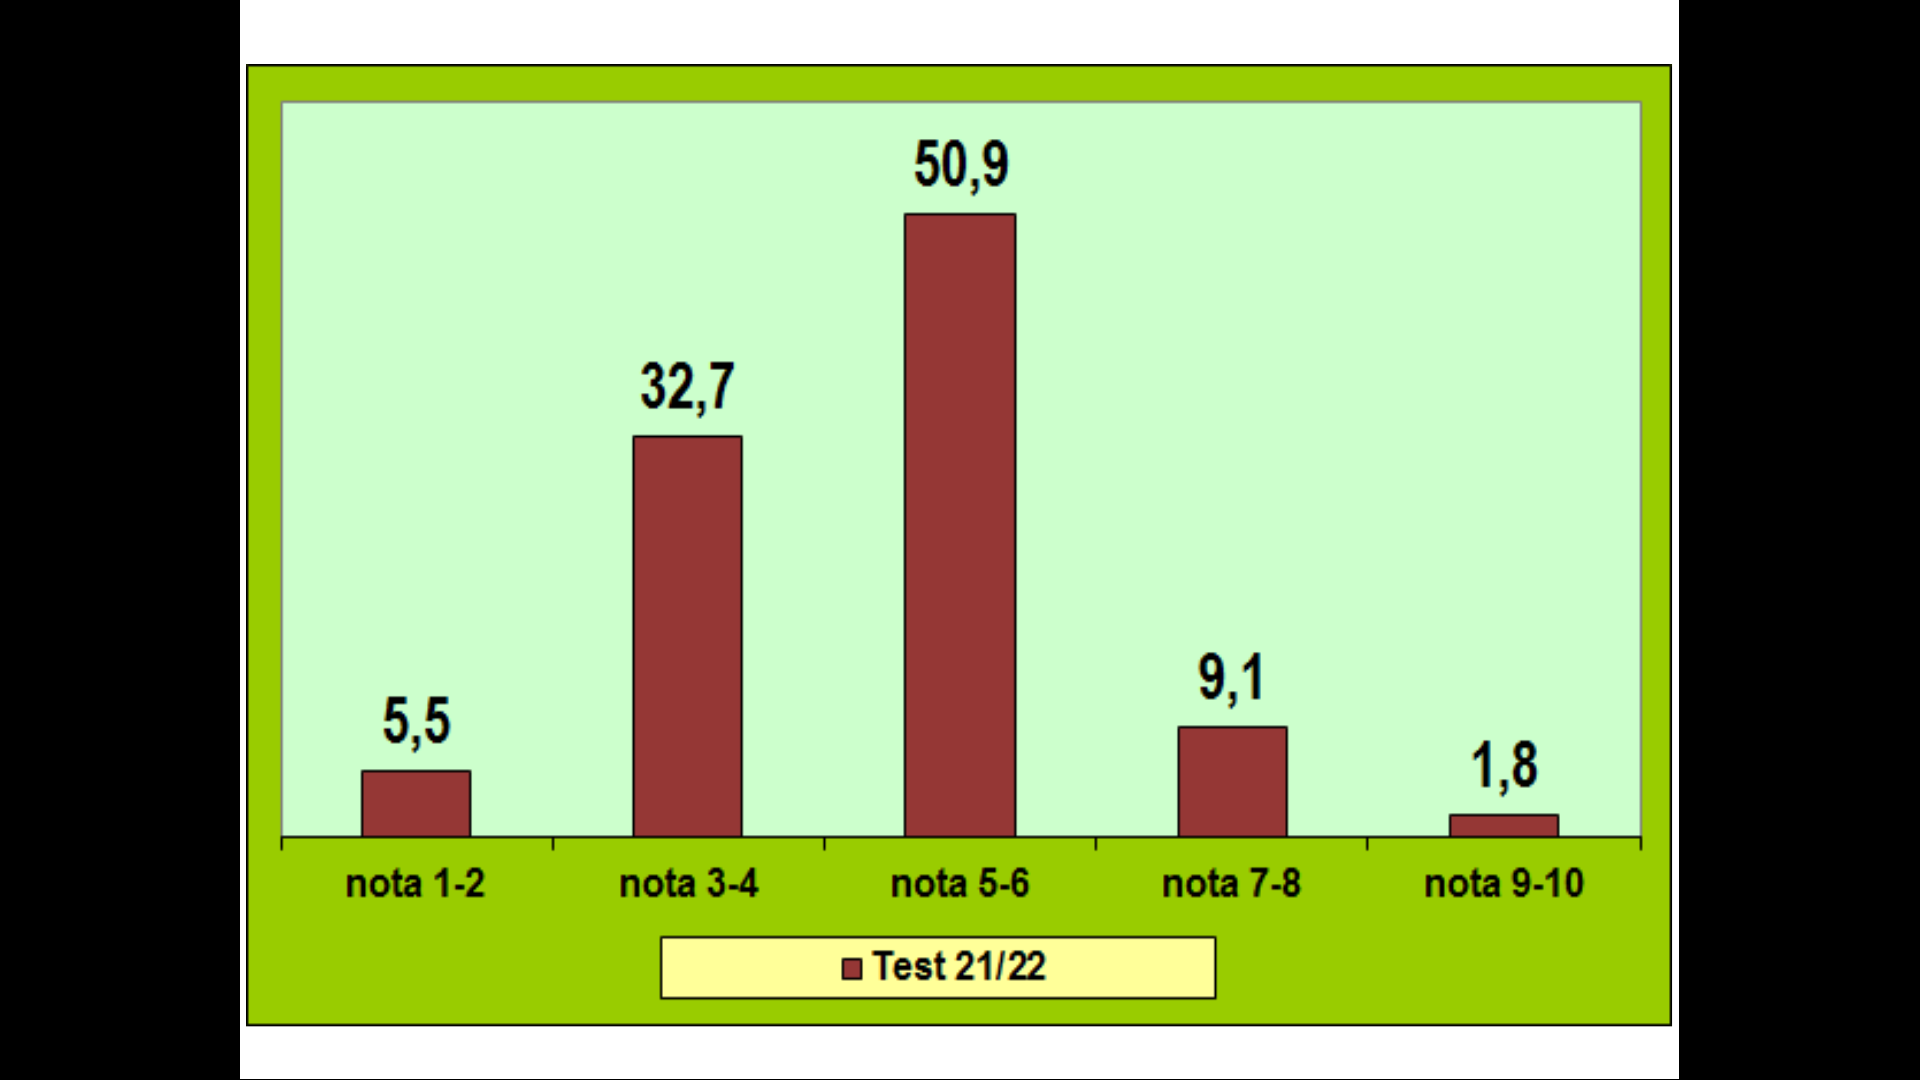 50,9
32,7
9,1
5,5
1,8
nota 1-2 nota 3-4 nota 5-6 nota 7-8 nota 9-10
Test 21/22